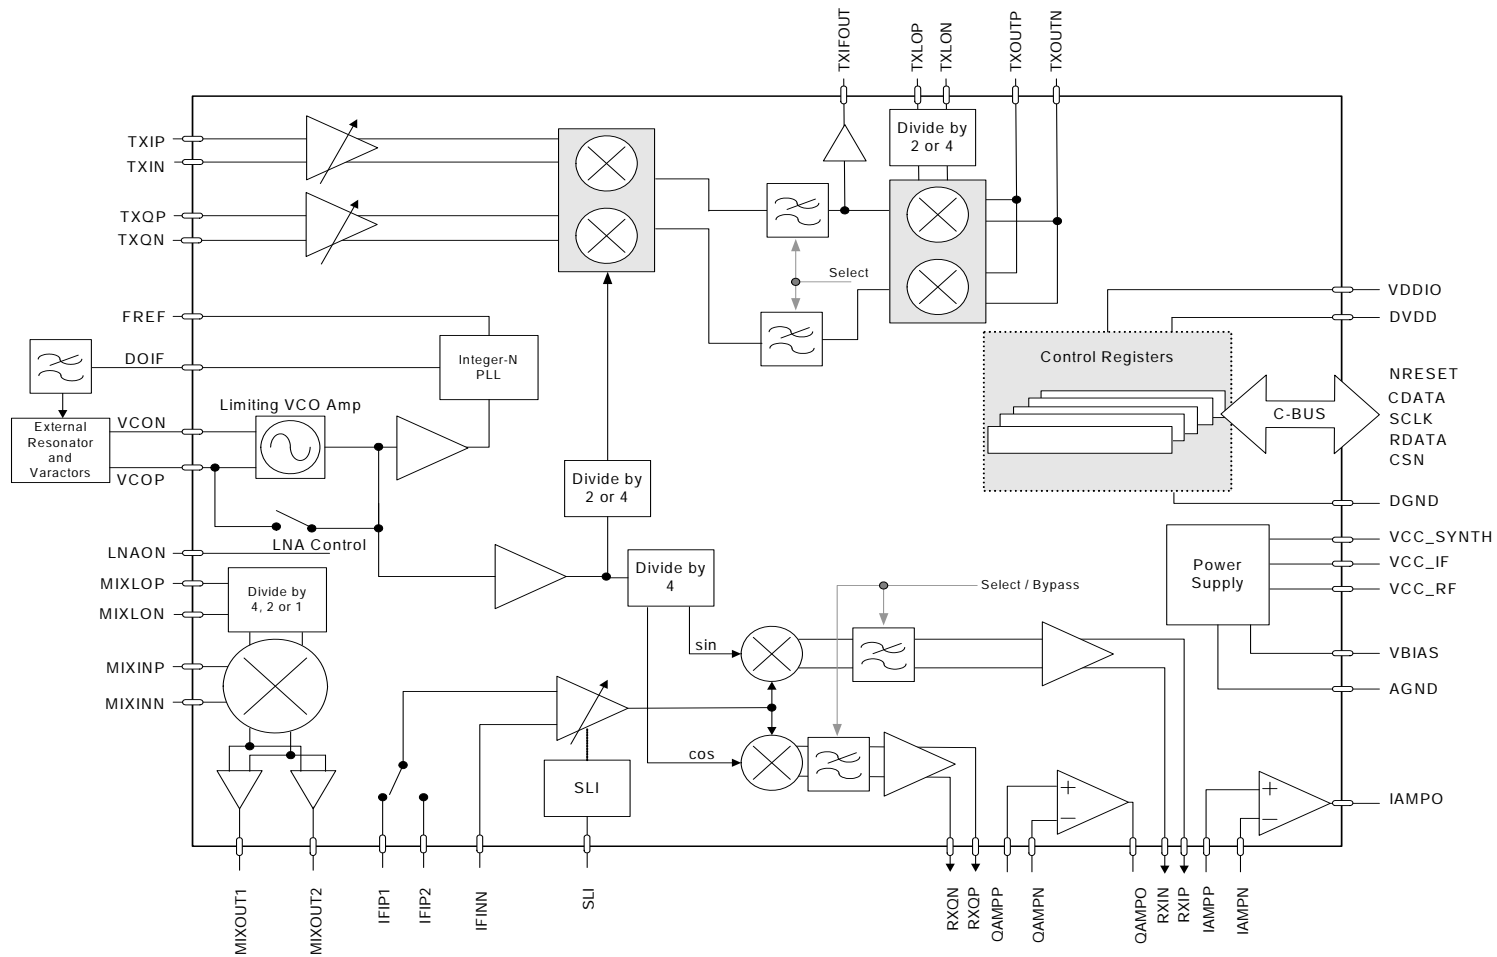 TXIFOUT
TXLOP
TXLON
TXOUTP
TXOUTN
TXIP
TXIN
TXQP
TXQN
Divide by
2 or 4
Select
FREF
DOIF
Integer-N
PLL
Limiting VCO Amp
VCON
External
Resonator
and
Varactors
VCOP
LNA Control
LNAON
Divide by
2 or 4
VDDIO
DVDD
Control Registers
C-BUS
NRESET
CDATA
SCLK
RDATA
CSN
DGND
MIXLOP
MIXLON
Divide by
4, 2 or 1
MIXINP
MIXINN
Divide by
4
sin
cos
Select / Bypass
Power
Supply
VCC_SYNTH
VCC_IF
VCC_RF
VBIAS
AGND
SLI
IAMPO
MIXOUT1
MIXOUT2
IFIP1
IFIP2
IFINN
SLI
RXQN
RXQP
QAMPP
QAMPN
QAMPO
RXIN
RXIP
IAMPP
IAMPN